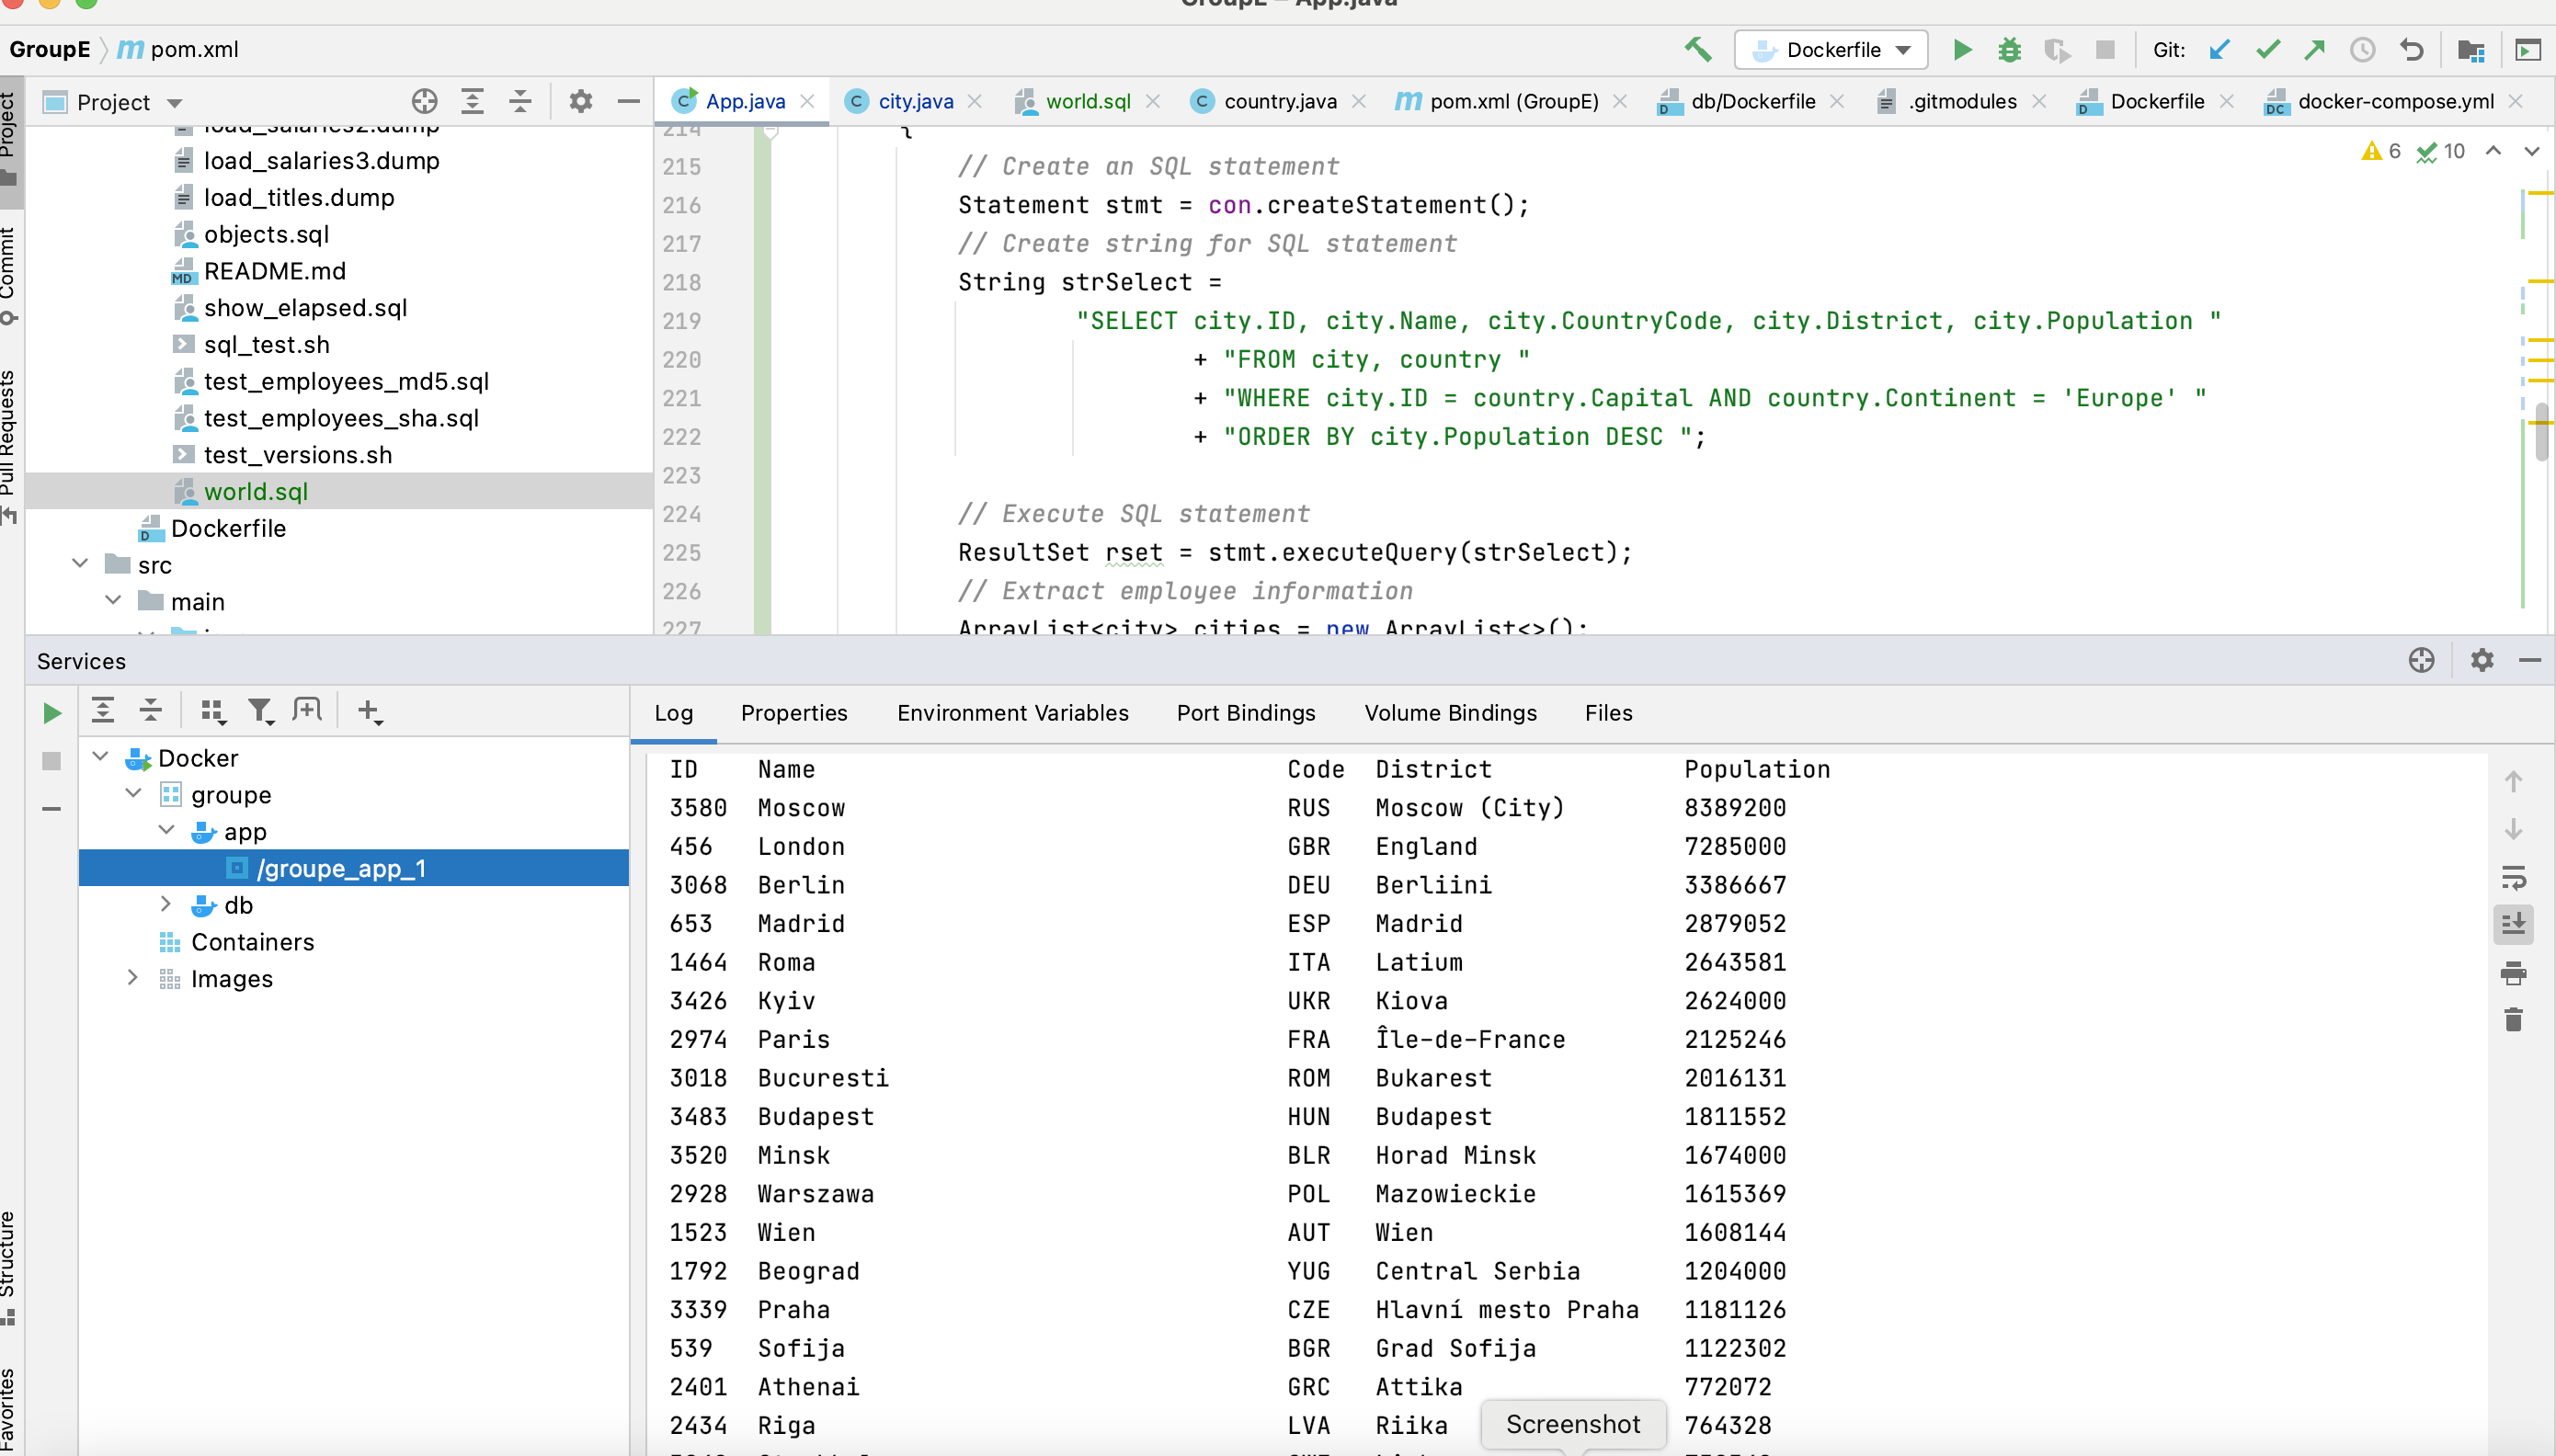 GroupE – App.java
GroupE pom.xml
Dockerfile
Git:
Project
Project
Commit
Pull Requests
Structure
Favorites
App.java
city.java
world.sql
country.java
pom.xml (GroupE)
db/Dockerfile
.gitmodules
Dockerfile
docker-compose.yml
load_salaries2.dump
load_salaries3.dump
load_titles.dump
objects.sql
README.md
show_elapsed.sql
sql_test.sh
test_employees_md5.sql
test_employees_sha.sql
test_versions.sh
world.sql
Dockerfile
src
main
6 10
214 {
215 // Create an SQL statement
216 Statement stmt = con.createStatement();
217 // Create string for SQL statement
218 String strSelect =
219 "SELECT city.ID, city.Name, city.CountryCode, city.District, city.Population "
220 + "FROM city, country "
221 + "WHERE city.ID = country.Capital AND country.Continent = 'Europe' "
222 + "ORDER BY city.Population DESC ";
223
224 // Execute SQL statement
225 ResultSet rset = stmt.executeQuery(strSelect);
226 // Extract employee information
227 ArrayList<city> cities = new ArrayList<>();
Services
Docker
groupe
app
/groupe_app_1
db
Containers
Images
Log Properties Environment Variables Port Bindings Volume Bindings Files
ID Name Code District Population
3580 Moscow RUS Moscow (City) 8389200
456 London GBR England 7285000
3068 Berlin DEU Berliini 3386667
653 Madrid ESP Madrid 2879052
1464 Roma ITA Latium 2643581
3426 Kyiv UKR Kiova 2624000
2974 Paris FRA Île-de-France 2125246
3018 Bucuresti ROM Bukarest 2016131
3483 Budapest HUN Budapest 1811552
3520 Minsk BLR Horad Minsk 1674000
2928 Warszawa POL Mazowieckie 1615369
1523 Wien AUT Wien 1608144
1792 Beograd YUG Central Serbia 1204000
3339 Praha CZE Hlavní mesto Praha 1181126
539 Sofija BGR Grad Sofija 1122302
2401 Athenai GRC Attika 772072
2434 Riga LVA Riika 764328
Screenshot